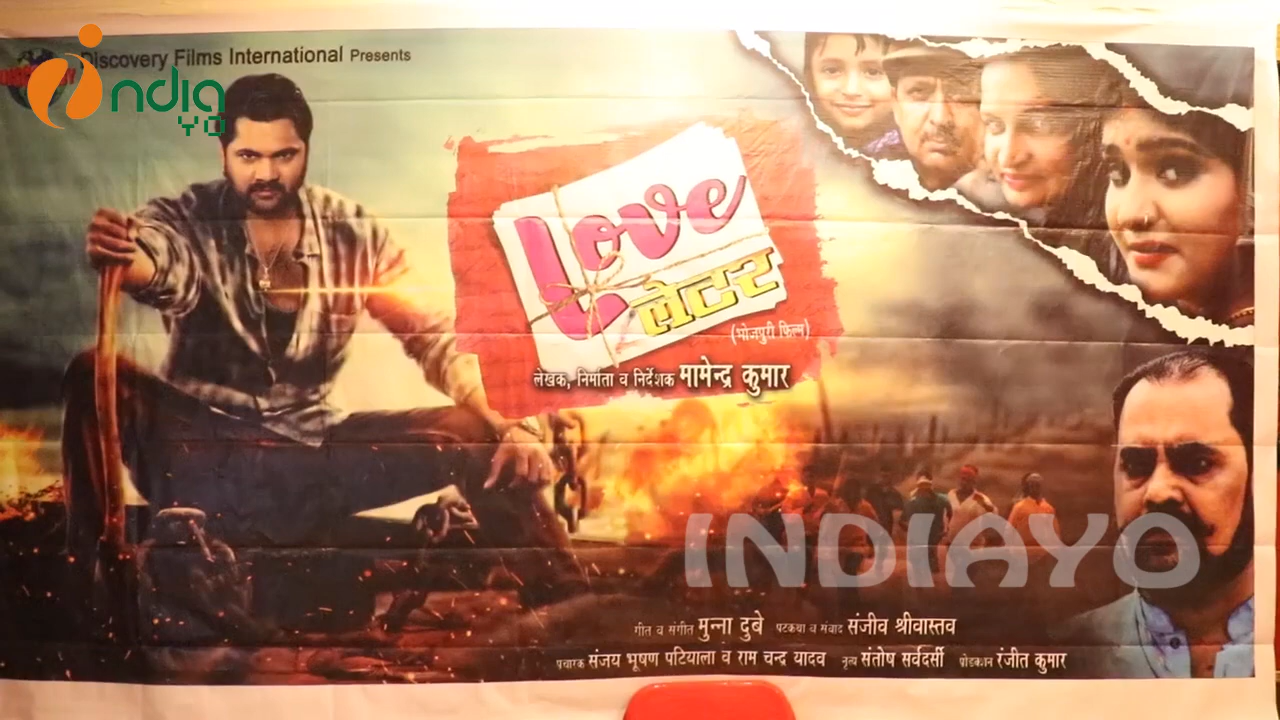 Discovery Films International Presents
DISCOVERY
india
YO
Love
लेटर
(भोजपुरी फिल्म)
लेखक, निर्माता व निर्देशक मामेन्द्र कुमार
INDIAYO
गीत व संगीत मुन्ना दुबे पटकथा व संवाद संजीव श्रीवास्तव
प्रचारक संजय भूषण पटियाला व राम चन्द्र यादव नृत्य संतोष सर्वदर्सी प्रोडक्शन रंजीत कुमार